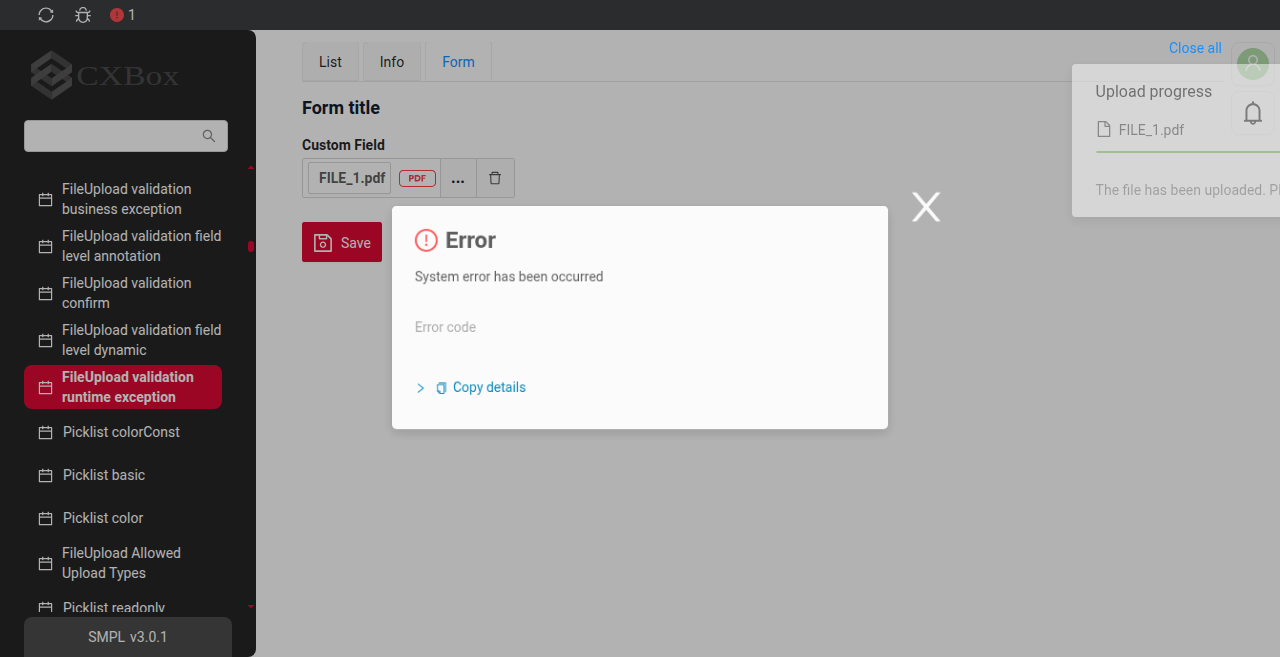 1
CXBox
FileUpload validation
business exception
FileUpload validation field
level annotation
FileUpload validation
confirm
FileUpload validation field
level dynamic
FileUpload validation
runtime exception
Picklist colorConst
Picklist basic
Picklist color
FileUpload Allowed
Upload Types
Picklist readonly
SMPL v3.0.1
List
Info
Form
Form title
Custom Field
FILE_1.pdf
PDF
...
Save
Error
System error has been occurred
Error code
Copy details
Close all
Upload progress
FILE_1.pdf
The file has been uploaded.